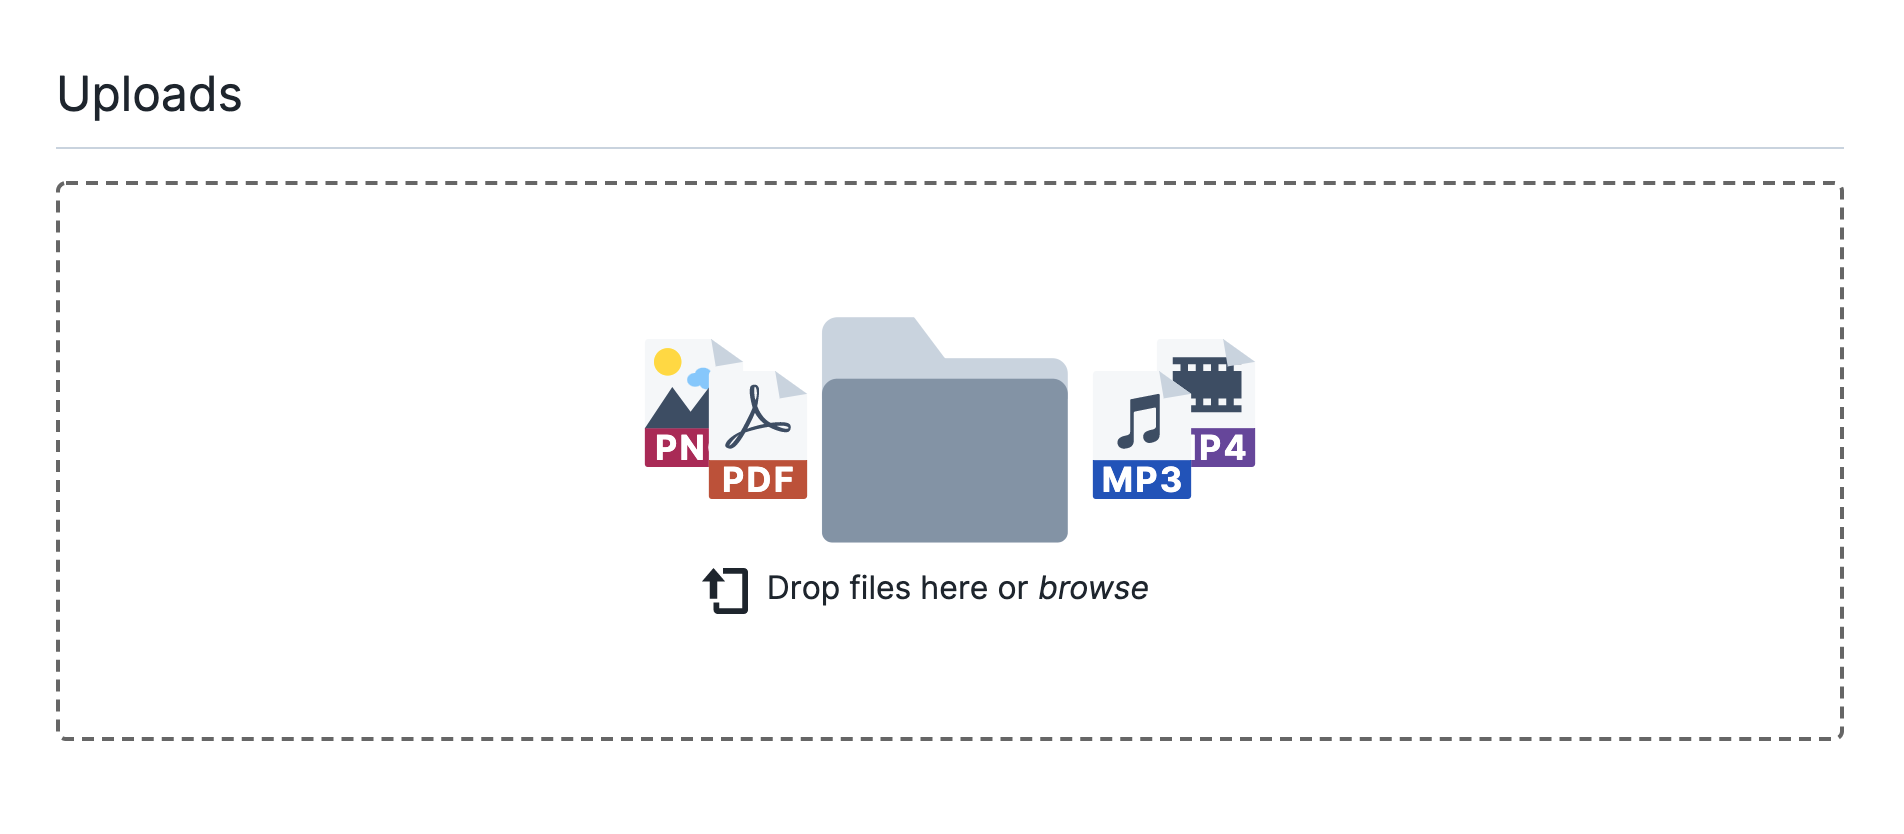 Uploads
PN
PDF
MP3
P4
Drop files here or browse